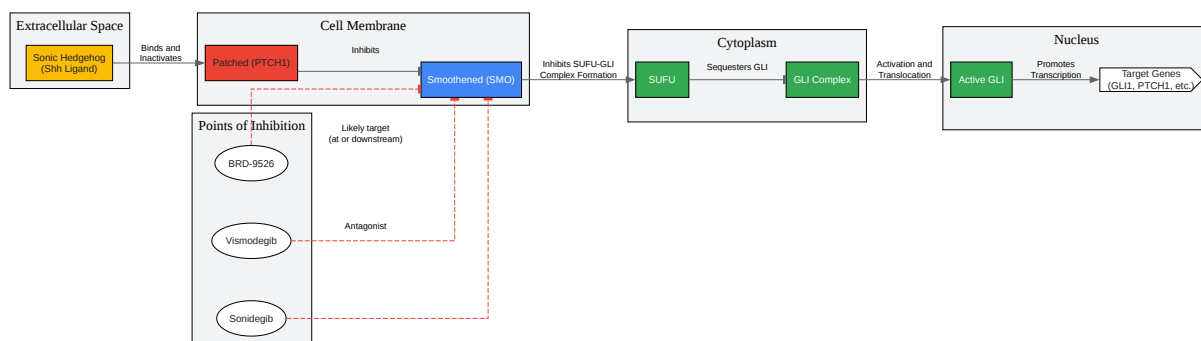 Extracellular Space
Sonic Hedgehog
(Shh Ligand)
Binds and
Inactivates
Cell Membrane
Patched (PTCH1)
Inhibits
Smoothened (SMO)
Inhibits SUFU-GLI
Complex Formation
Cytoplasm
SUFU
Sequesters GLI
GLI Complex
Activation and
Translocation
Nucleus
Active GLI
Promotes
Transcription
Target Genes
(GLI1, PTCH1, etc.)
Points of Inhibition
BRD-9526
Likely target
(at or downstream)
Vismodegib
Antagonist
Sonidegib